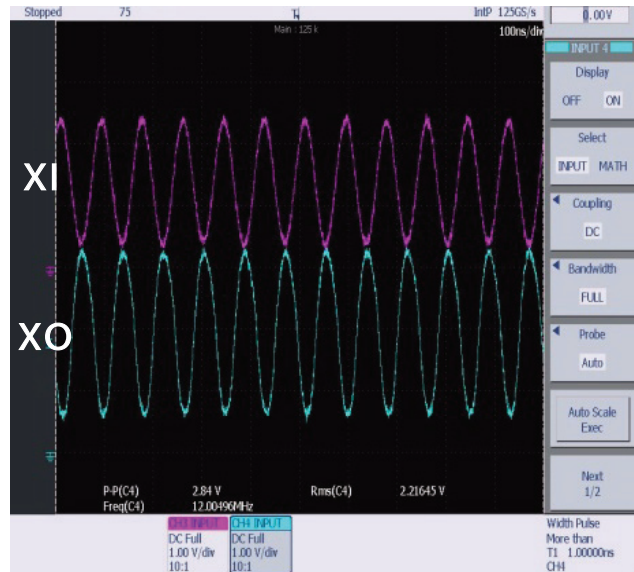 Stopped 75 IntP 125GS/s
Main : 125 k
100ns/div
0.00V
INPUT 4
Display
OFF ON
Select
INPUT MATH
Coupling
DC
Bandwidth
FULL
Probe
Auto
Auto Scale
Exec
Next
1/2
XI
XO
P-P(C4) 2.84 V Rms(C4) 2.21645 V
Freq(C4) 12.00496MHz
CH3 INPUT
DC Full
1.00 V/div
10:1
CH4 INPUT
DC Full
1.00 V/div
10:1
Width Pulse
More than
T1 1.00000ns
CH4